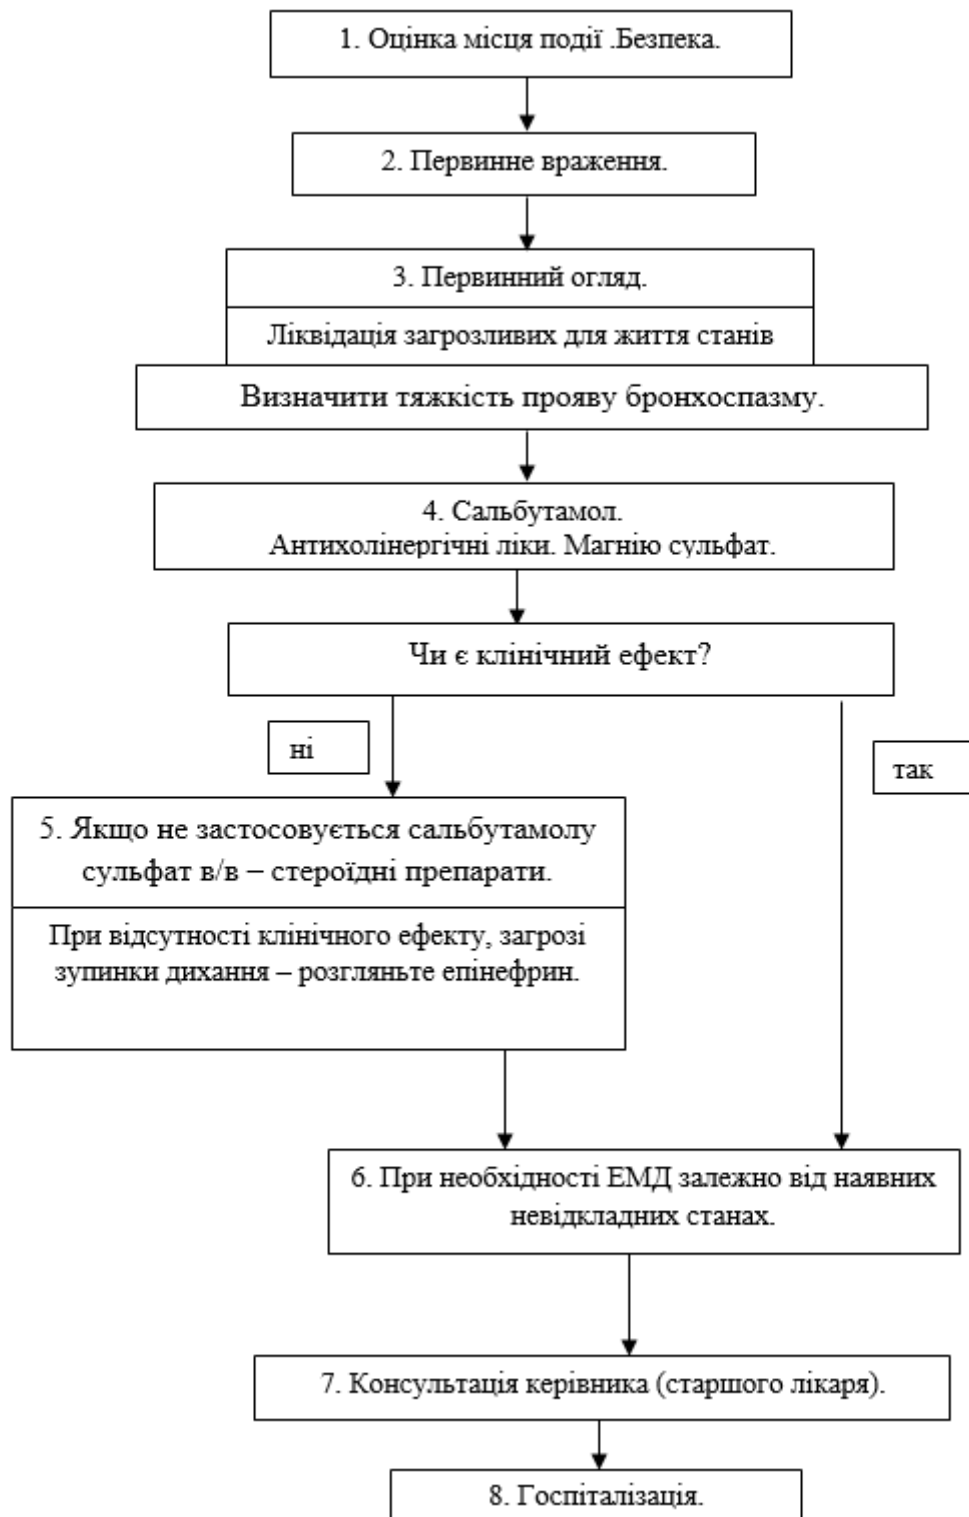 1. Оцінка місця події .Безпека.
2. Первинне враження.
3. Первинний огляд.
Ліквідація загрозливих для життя станів
Визначити тяжкість прояву бронхоспазму.
4. Сальбутамол.
Антихолінергічні ліки. Магнію сульфат.
Чи є клінічний ефект?
ні
так
5. Якщо не застосовується сальбутамолу
сульфат в/в – стероїдні препарати.
При відсутності клінічного ефекту, загрозі
зупинки дихання – розгляньте епінефрин.
6. При необхідності ЕМД залежно від наявних
невідкладних станах.
7. Консультація керівника (старшого лікаря).
8. Госпіталізація.